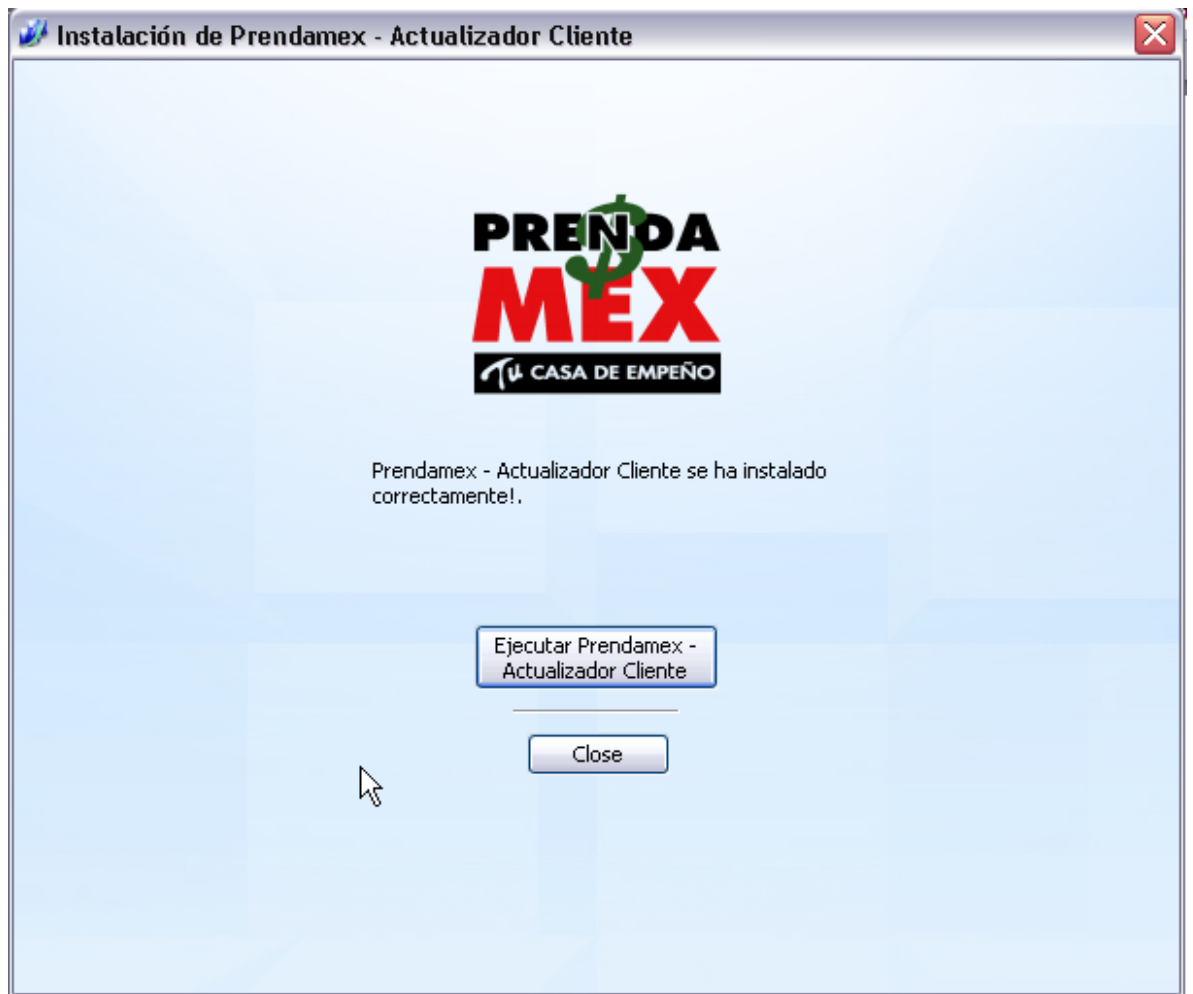 Instalación de Prendamex - Actualizador Cliente
PRENDA
MEX
Tu CASA DE EMPEÑO
Prendamex - Actualizador Cliente se ha instalado
correctamente!.
Ejecutar Prendamex -
Actualizador Cliente
Close